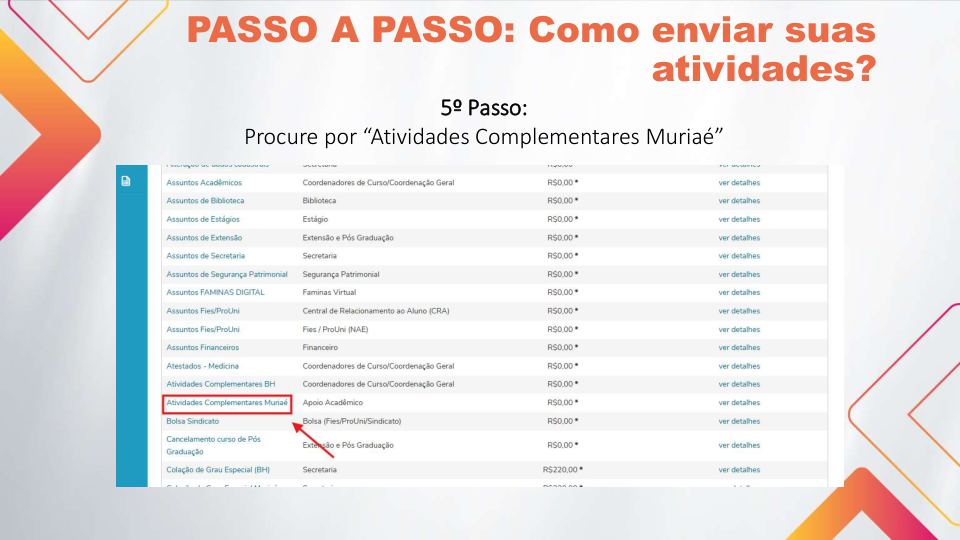 PASSO A PASSO: Como enviar suas
atividades?
5º Passo:
Procure por “Atividades Complementares Muriaé”
Assuntos Acadêmicos Coordenadores de Curso/Coordenação Geral R$0,00 * ver detalhes
Assuntos de Biblioteca Biblioteca R$0,00 * ver detalhes
Assuntos de Estágios Estágio R$0,00 * ver detalhes
Assuntos de Extensão Extensão e Pós Graduação R$0,00 * ver detalhes
Assuntos de Secretaria Secretaria R$0,00 * ver detalhes
Assuntos de Segurança Patrimonial Segurança Patrimonial R$0,00 * ver detalhes
Assuntos FAMINAS DIGITAL Faminas Virtual R$0,00 * ver detalhes
Assuntos Fies/ProUni Central de Relacionamento ao Aluno (CRA) R$0,00 * ver detalhes
Assuntos Fies/ProUni Fies / ProUni (NAE) R$0,00 * ver detalhes
Assuntos Financeiros Financeiro R$0,00 * ver detalhes
Atestados - Medicina Coordenadores de Curso/Coordenação Geral R$0,00 * ver detalhes
Atividades Complementares BH Coordenadores de Curso/Coordenação Geral R$0,00 * ver detalhes
Atividades Complementares Muriaé Apoio Acadêmico R$0,00 * ver detalhes
Bolsa Sindicato Bolsa (Fies/ProUni/Sindicato) R$0,00 * ver detalhes
Cancelamento curso de Pós
Graduação Extensão e Pós Graduação R$0,00 * ver detalhes
Colação de Grau Especial (BH) Secretaria R$220,00 * ver detalhes